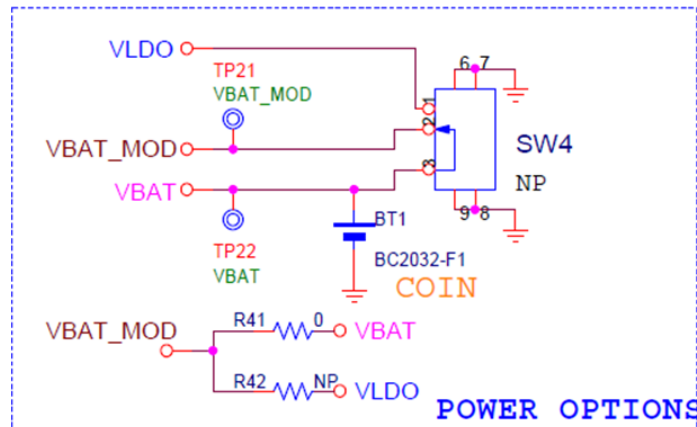 VLDO
TP21
VBAT_MOD
6 7
1
VBAT_MOD
2
SW4
NP
VBAT
3
9 8
TP22
VBAT
BT1
BC2032-F1
COIN
VBAT_MOD
R41 0 VBAT
R42 NP VLDO
POWER OPTIONS